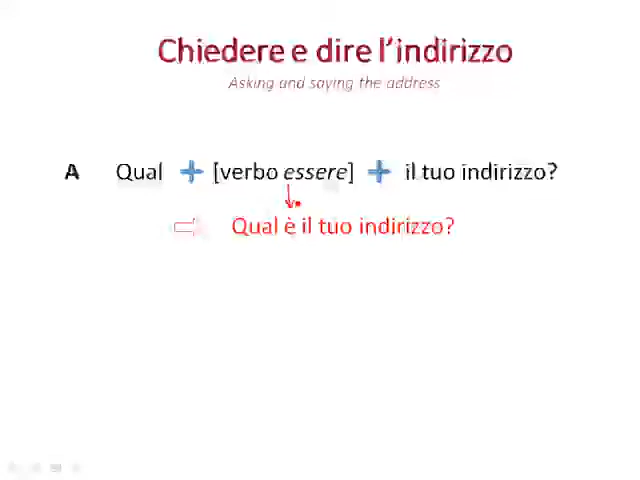 Chiedere e dire l'indirizzo
Asking and saying the address
A Qual + [verbo essere] + il tuo indirizzo?
Qual è il tuo indirizzo?